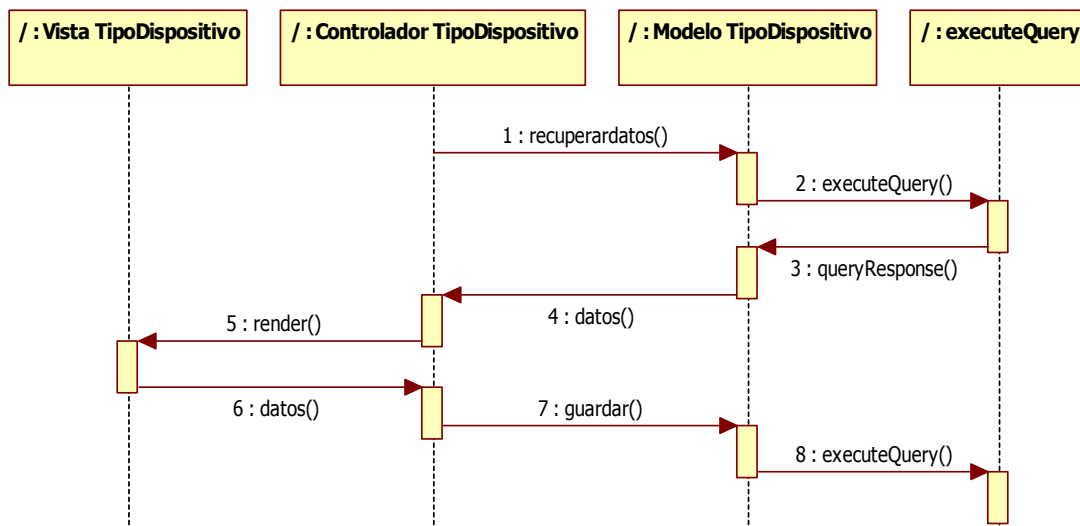 / : Vista TipoDispositivo
/ : Controlador TipoDispositivo
/ : Modelo TipoDispositivo
/ : executeQuery
1 : recuperardatos()
2 : executeQuery()
3 : queryResponse()
4 : datos()
5 : render()
6 : datos()
7 : guardar()
8 : executeQuery()